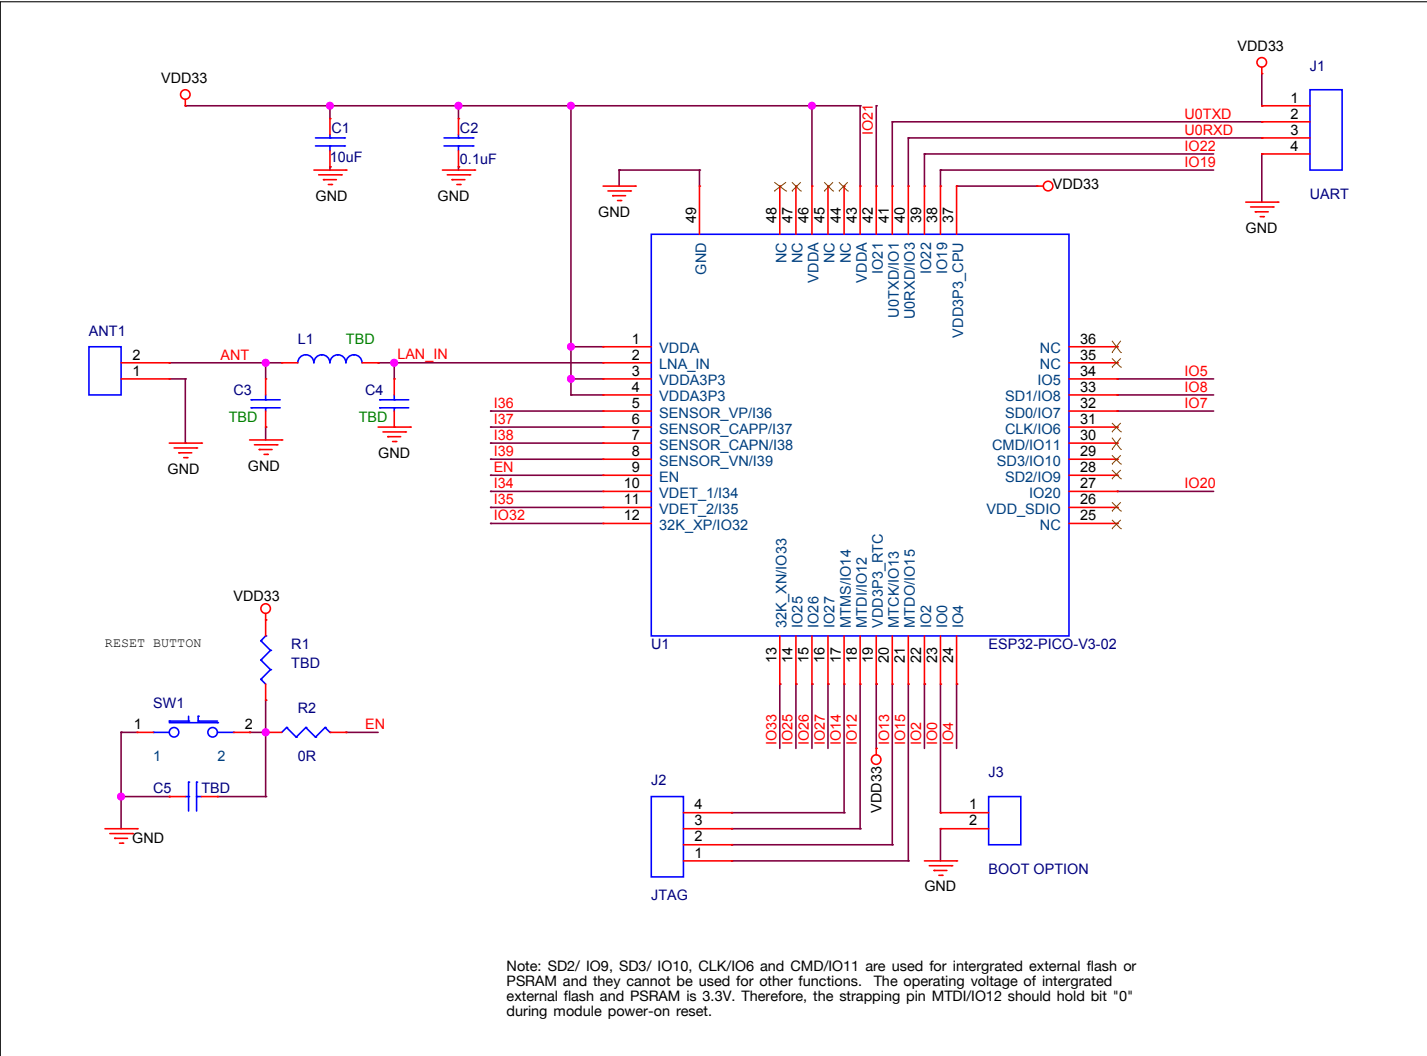 VDD33
VDD33
J1
C1
10uF
GND
C2
0.1uF
GND
GND
IO21
U0TXD
U0RXD
IO22
IO19
1
2
3
4
UART
GND
VDD33
49
48
47
46
45
44
43
42
41
40
39
38
37
GND
NC
NC
VDDA
NC
NC
VDDA
IO21
U0TXD/IO1
U0RXD/IO3
IO22
IO19
VDD3P3_CPU
ANT1
2
1
ANT
L1
TBD
LAN_IN
C3
TBD
C4
TBD
GND
GND
GND
I36
I37
I38
I39
EN
I34
I35
IO32
1
2
3
4
5
6
7
8
9
10
11
12
VDDA
LNA_IN
VDDA3P3
VDDA3P3
SENSOR_VP/I36
SENSOR_CAPP/I37
SENSOR_CAPN/I38
SENSOR_VN/I39
EN
VDET_1/I34
VDET_2/I35
32K_XP/IO32
NC
NC
IO5
SD1/IO8
SD0/IO7
CLK/IO6
CMD/IO11
SD3/IO10
SD2/IO9
IO20
VDD_SDIO
NC
36
35
34
33
32
31
30
29
28
27
26
25
IO5
IO8
IO7
IO20
32K_XN/IO33
IO25
IO26
IO27
MTMS/IO14
MTDI/IO12
VDD3P3_RTC
MTCK/IO13
MTDO/IO15
IO2
IO0
IO4
U1
ESP32-PICO-V3-02
13
14
15
16
17
18
19
20
21
22
23
24
IO33
IO25
IO26
IO27
IO14
IO12
VDD33
IO13
IO15
IO2
IO0
IO4
VDD33
RESET BUTTON
R1
TBD
SW1
1
2
1
2
R2
0R
EN
C5
TBD
GND
J2
4
3
2
1
JTAG
J3
1
2
GND
BOOT OPTION
Note: SD2/ IO9, SD3/ IO10, CLK/IO6 and CMD/IO11 are used for intergrated external flash or
PSRAM and they cannot be used for other functions. The operating voltage of intergrated
external flash and PSRAM is 3.3V. Therefore, the strapping pin MTDI/IO12 should hold bit "0"
during module power-on reset.